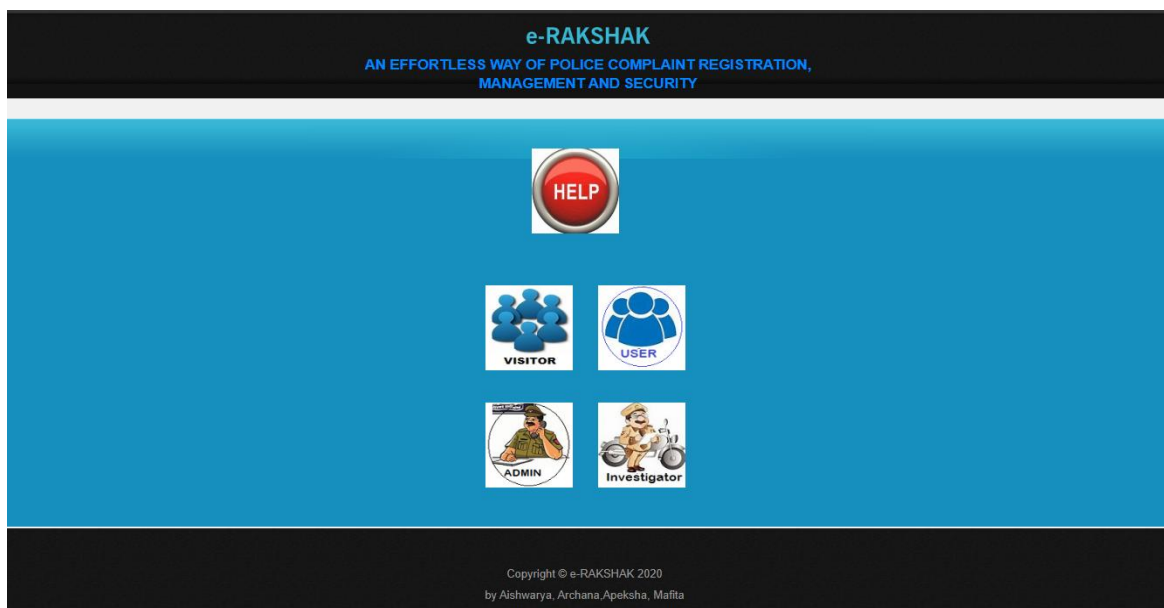 e-RAKSHAK
AN EFFORTLESS WAY OF POLICE COMPLAINT REGISTRATION,
MANAGEMENT AND SECURITY
HELP
VISITOR
USER
ADMIN
Investigator
Copyright © e-RAKSHAK 2020
by Aishwarya, Archana,Apeksha, Mafita